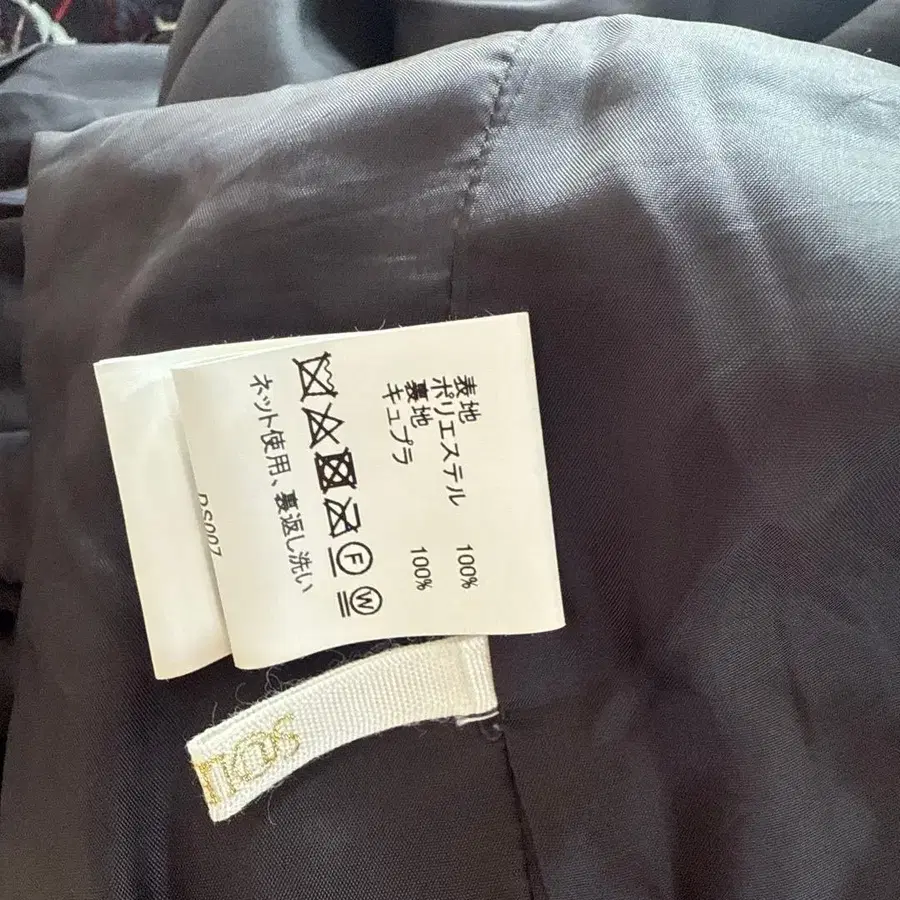 表地
ポリエステル 100%
裏地
キュプラ 100%
F
W
ネット使用、裏返し洗い